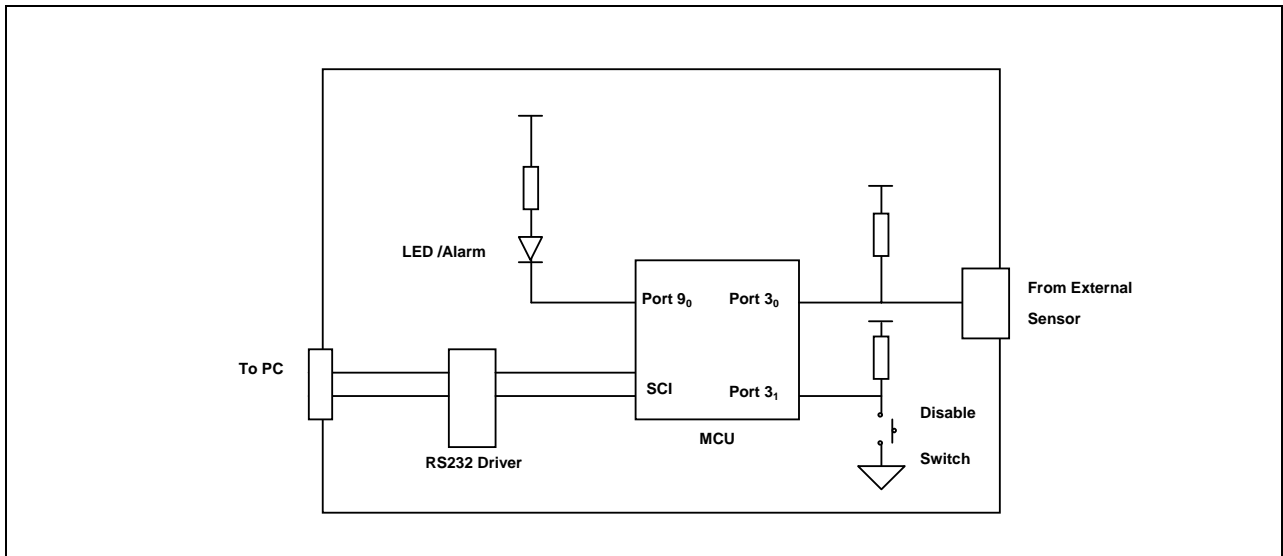 LED /Alarm
Port 9₀
Port 3₀
From External
Sensor
To PC
SCI
Port 3₁
Disable
Switch
MCU
RS232 Driver